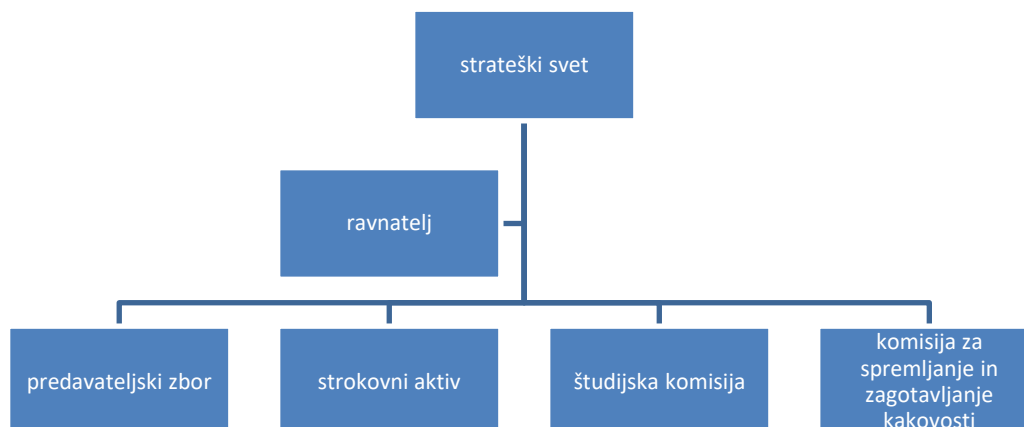 strateški svet
ravnatelj
predavateljski zbor
strokovni aktiv
študijska komisija
komisija za
spremljanje in
zagotavljanje
kakovosti